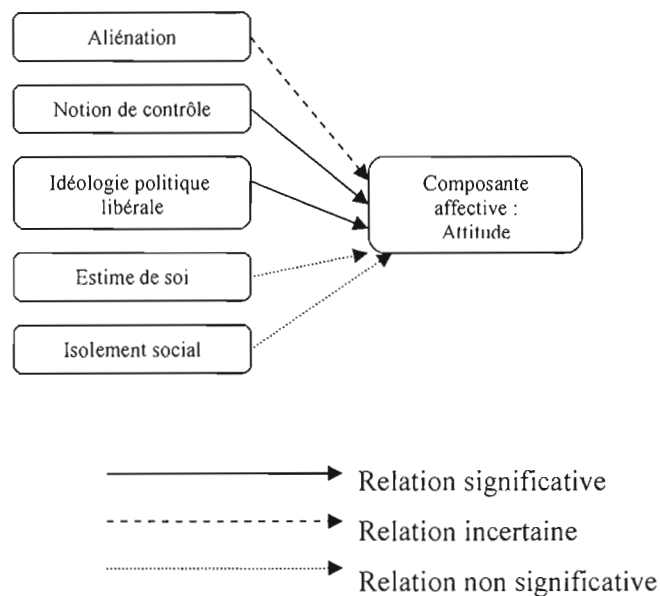 Aliénation
Notion de contrôle
Idéologie politique
libérale
Composante
affective :
Attitude
Estime de soi
Isolement social
Relation significative
Relation incertaine
Relation non significative